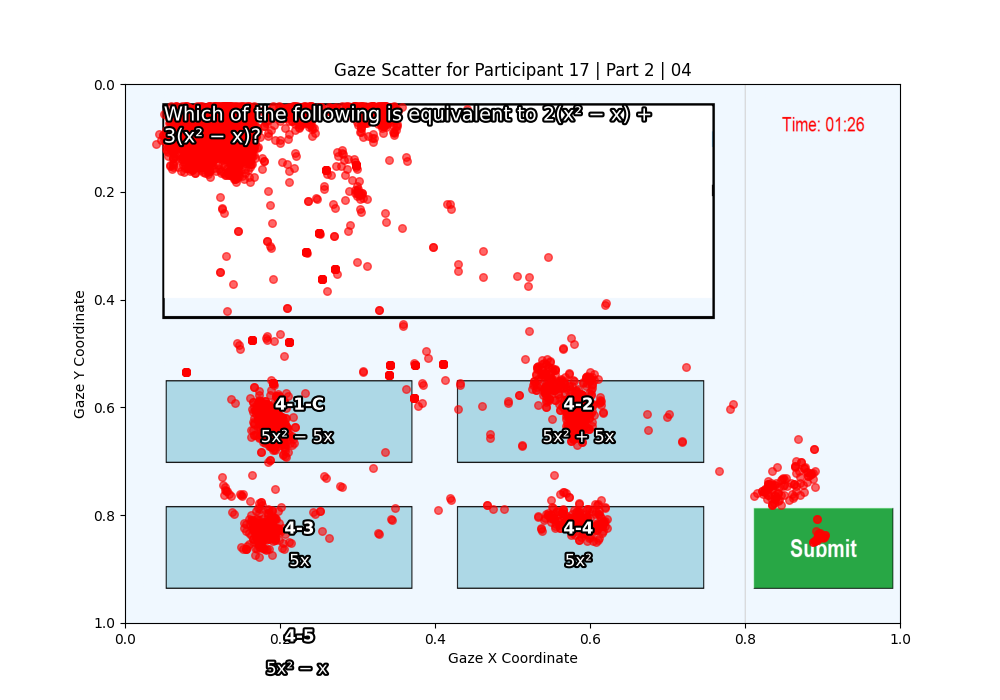 Gaze Scatter for Participant 17 | Part 2 | 04
0.0
Which of the following is equivalent to 2(x² − x) +
3(x² − x)?
Time: 01:26
0.2
0.4
Gaze Y Coordinate
0.6
4-1-C
5x² − 5x
4-2
5x² + 5x
0.8
4-3
5x
4-4
5x²
Submit
1.0
0.0
0.2
0.4
0.6
0.8
1.0
4-5
5x² − x
Gaze X Coordinate